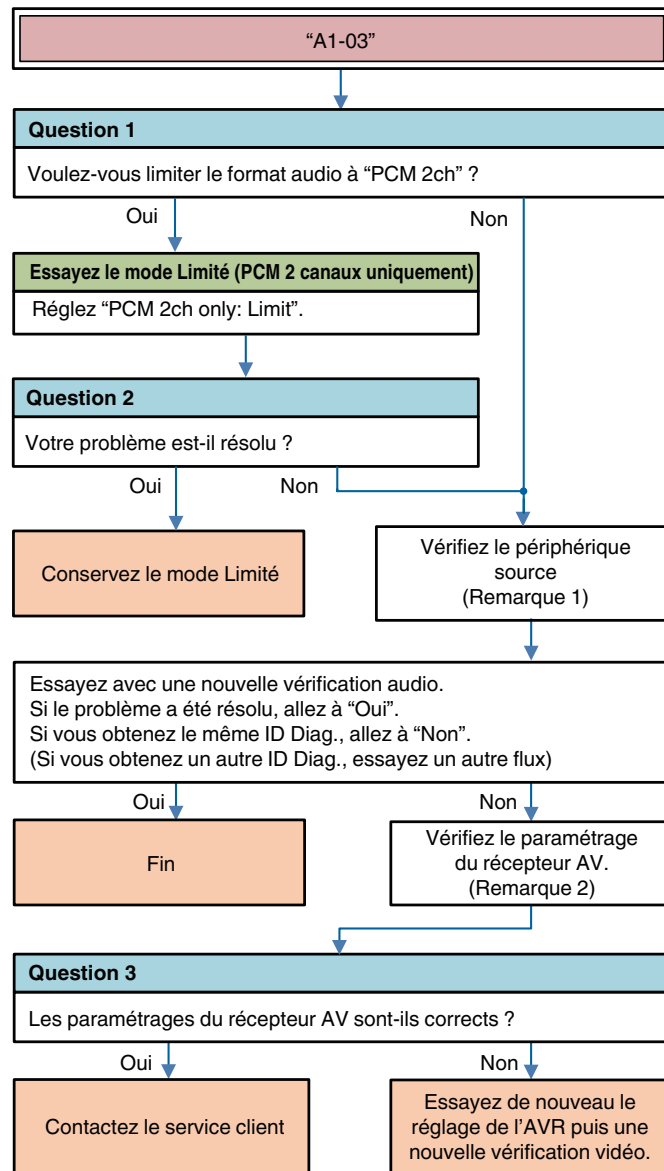 “A1-03”
Question 1
Voulez-vous limiter le format audio à “PCM 2ch” ?
Oui
Non
Essayez le mode Limité (PCM 2 canaux uniquement)
Réglez “PCM 2ch only: Limit”.
Question 2
Votre problème est-il résolu ?
Oui
Non
Conservez le mode Limité
Vérifiez le périphérique
source
(Remarque 1)
Essayez avec une nouvelle vérification audio.
Si le problème a été résolu, allez à “Oui”.
Si vous obtenez le même ID Diag., allez à “Non”.
(Si vous obtenez un autre ID Diag., essayez un autre flux)
Oui
Non
Fin
Vérifiez le paramétrage
du récepteur AV.
(Remarque 2)
Question 3
Les paramétrages du récepteur AV sont-ils corrects ?
Oui
Non
Contactez le service client
Essayez de nouveau le
réglage de l’AVR puis une
nouvelle vérification vidéo.